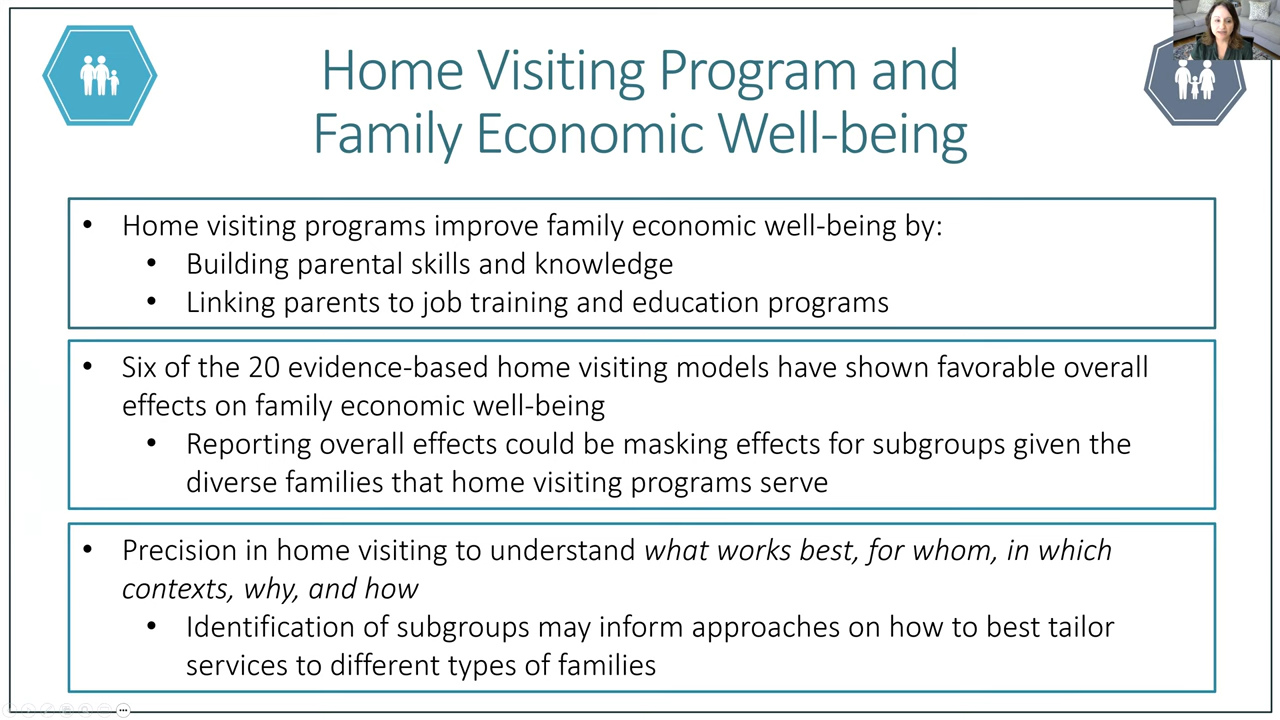 Home Visiting Program and
Family Economic Well-being
• Home visiting programs improve family economic well-being by:
• Building parental skills and knowledge
• Linking parents to job training and education programs
• Six of the 20 evidence-based home visiting models have shown favorable overall
effects on family economic well-being
• Reporting overall effects could be masking effects for subgroups given the
diverse families that home visiting programs serve
• Precision in home visiting to understand what works best, for whom, in which
contexts, why, and how
• Identification of subgroups may inform approaches on how to best tailor
services to different types of families